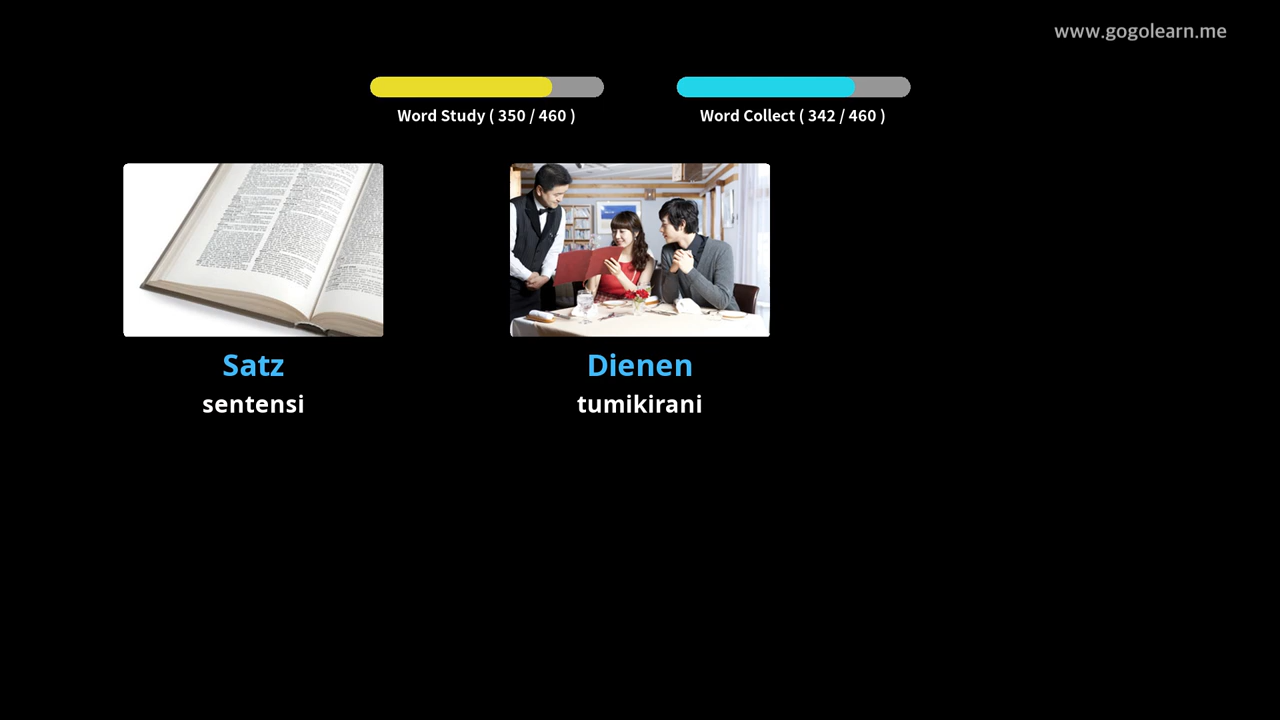 www.gogolearn.me
Word Study ( 350 / 460 )
Word Collect ( 342 / 460 )
Satz
Dienen
sentensi
tumikirani